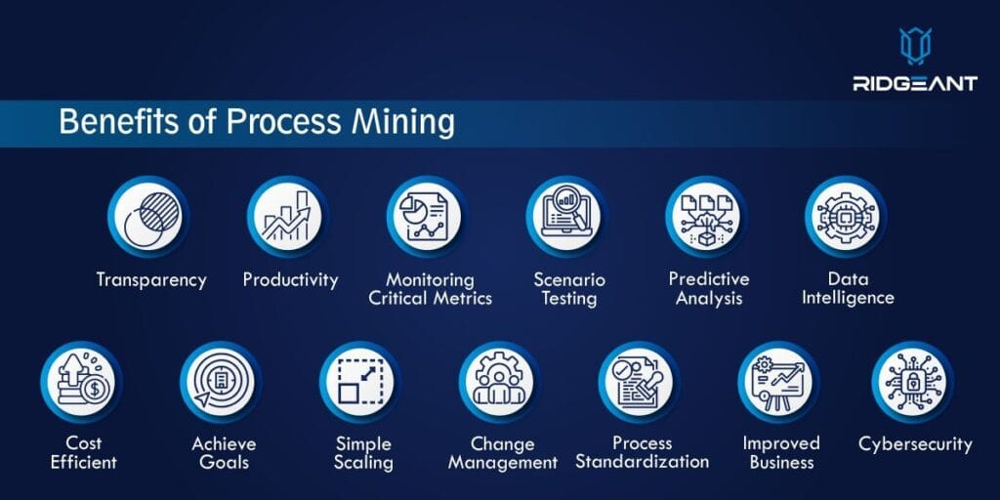 RIDGEANT
Benefits of Process Mining
Transparency
Productivity
Monitoring
Critical Metrics
Scenario
Testing
Predictive
Analysis
Data
Intelligence
Cost
Efficient
Achieve
Goals
Simple
Scaling
Change
Management
Process
Standardization
Improved
Business
Cybersecurity